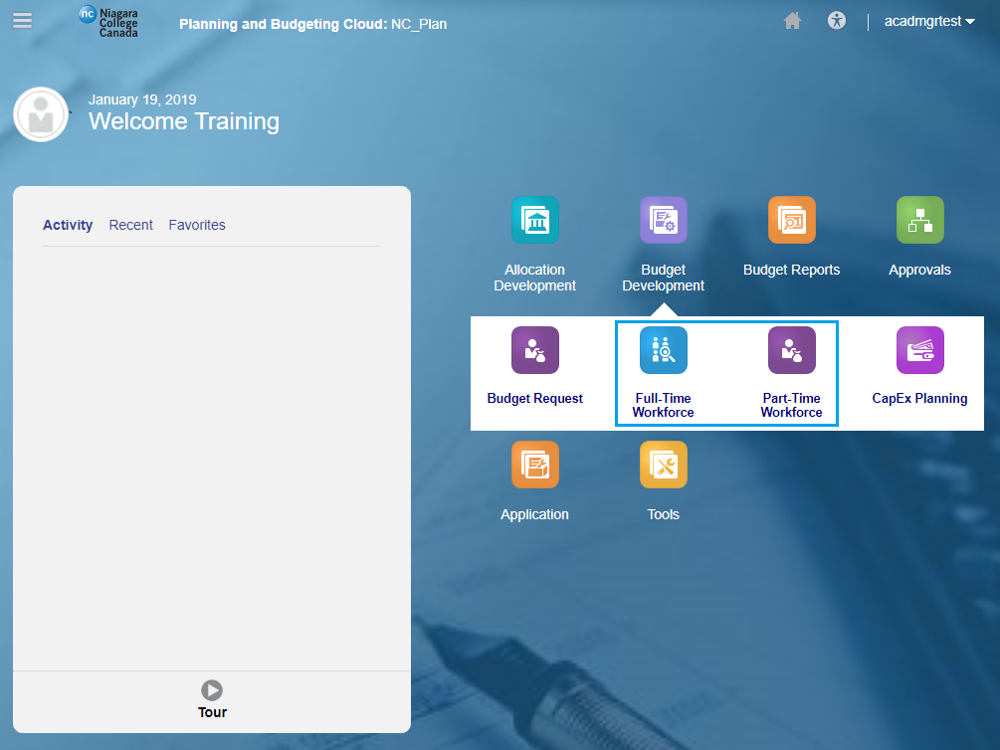 nc Niagara
College
Canada
Planning and Budgeting Cloud: NC_Plan
acadmgrtest
January 19, 2019
Welcome Training
Activity Recent Favorites
Allocation
Development
Budget
Development
Budget Reports
Approvals
Budget Request
Full-Time
Workforce
Part-Time
Workforce
CapEx Planning
Application
Tools
Tour